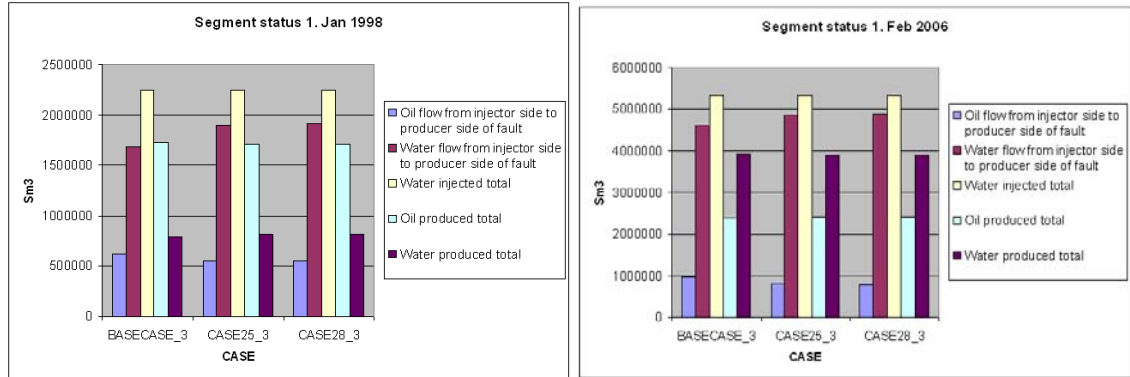 Segment status 1. Jan 1998
2500000
2000000
1500000
1000000
500000
0
Sm3
BASECASE_3
CASE25_3
CASE28_3
CASE
Oil flow from injector side to
producer side of fault
Water flow from injector side
to producer side of fault
Water injected total
Oil produced total
Water produced total
Segment status 1. Feb 2006
6000000
5000000
4000000
3000000
2000000
1000000
0
Sm3
BASECASE_3
CASE25_3
CASE28_3
CASE
Oil flow from injector side to
producer side of fault
Water flow from injector side
to producer side of fault
Water injected total
Oil produced total
Water produced total